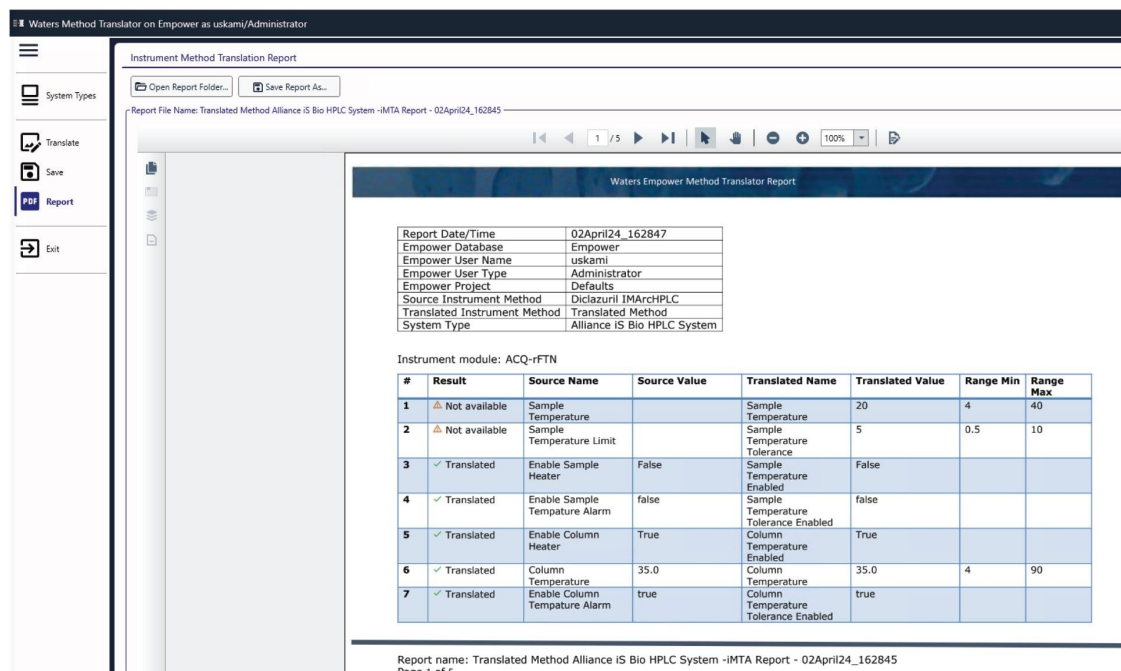 Waters Method Translator on Empower as uskami/Administrator
System Types
Translate
Save
PDF Report
Exit
Instrument Method Translation Report
Open Report Folder... Save Report As...
Report File Name: Translated Method Alliance iS Bio HPLC System -iMTA Report - 02April24_162845
1 / 5 100%
Waters Empower Method Translator Report
Report Date/Time 02April24_162847
Empower Database Empower
Empower User Name uskami
Empower User Type Administrator
Empower Project Defaults
Source Instrument Method Diclazuril IMArcHPLC
Translated Instrument Method Translated Method
System Type Alliance iS Bio HPLC System
Instrument module: ACQ-rFTN
# Result Source Name Source Value Translated Name Translated Value Range Min Range
Max
1 Not available Sample Sample 20 4 40
Temperature Temperature
2 Not available Sample Sample 5 0.5 10
Temperature Limit Temperature
Tolerance
3 Translated Enable Sample False Sample False
Heater Temperature
Enabled
4 Translated Enable Sample false Sample false
Tempature Alarm Temperature
Tolerance Enabled
5 Translated Enable Column True Column True
Heater Temperature
Enabled
6 Translated Column 35.0 Column 35.0 4 90
Temperature Temperature
7 Translated Enable Column true Column true
Tempature Alarm Temperature
Tolerance Enabled
Report name: Translated Method Alliance iS Bio HPLC System -iMTA Report - 02April24_162845
Page 1 of 5